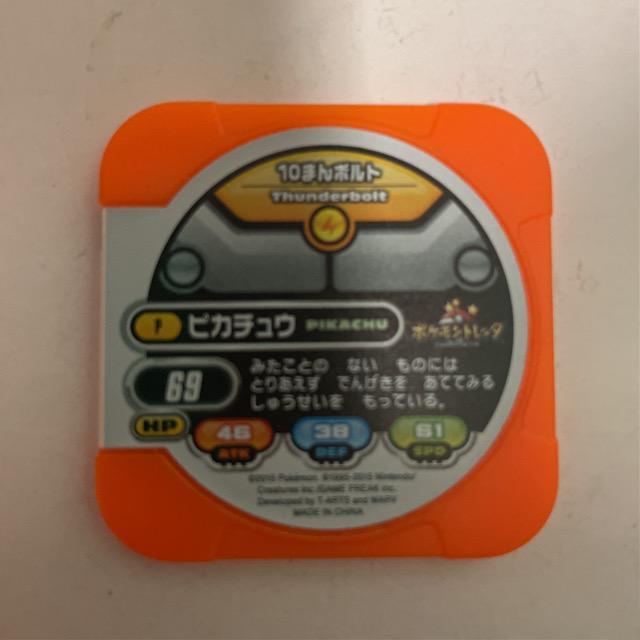 10まんボルト
Thunderbolt
P ピカチュウ PIKACHU
ポケモントレッタ
69
HP
みたことの ない ものには
とりあえず でんげきを あててみる
しゅうせいを もっている。
46 38 61
ATK DEF SPD
©2010 Pokémon. ©1995-2010 Nintendo/
Creatures Inc./GAME FREAK inc.
Developed by T-ARTS and MARV
MADE IN CHINA